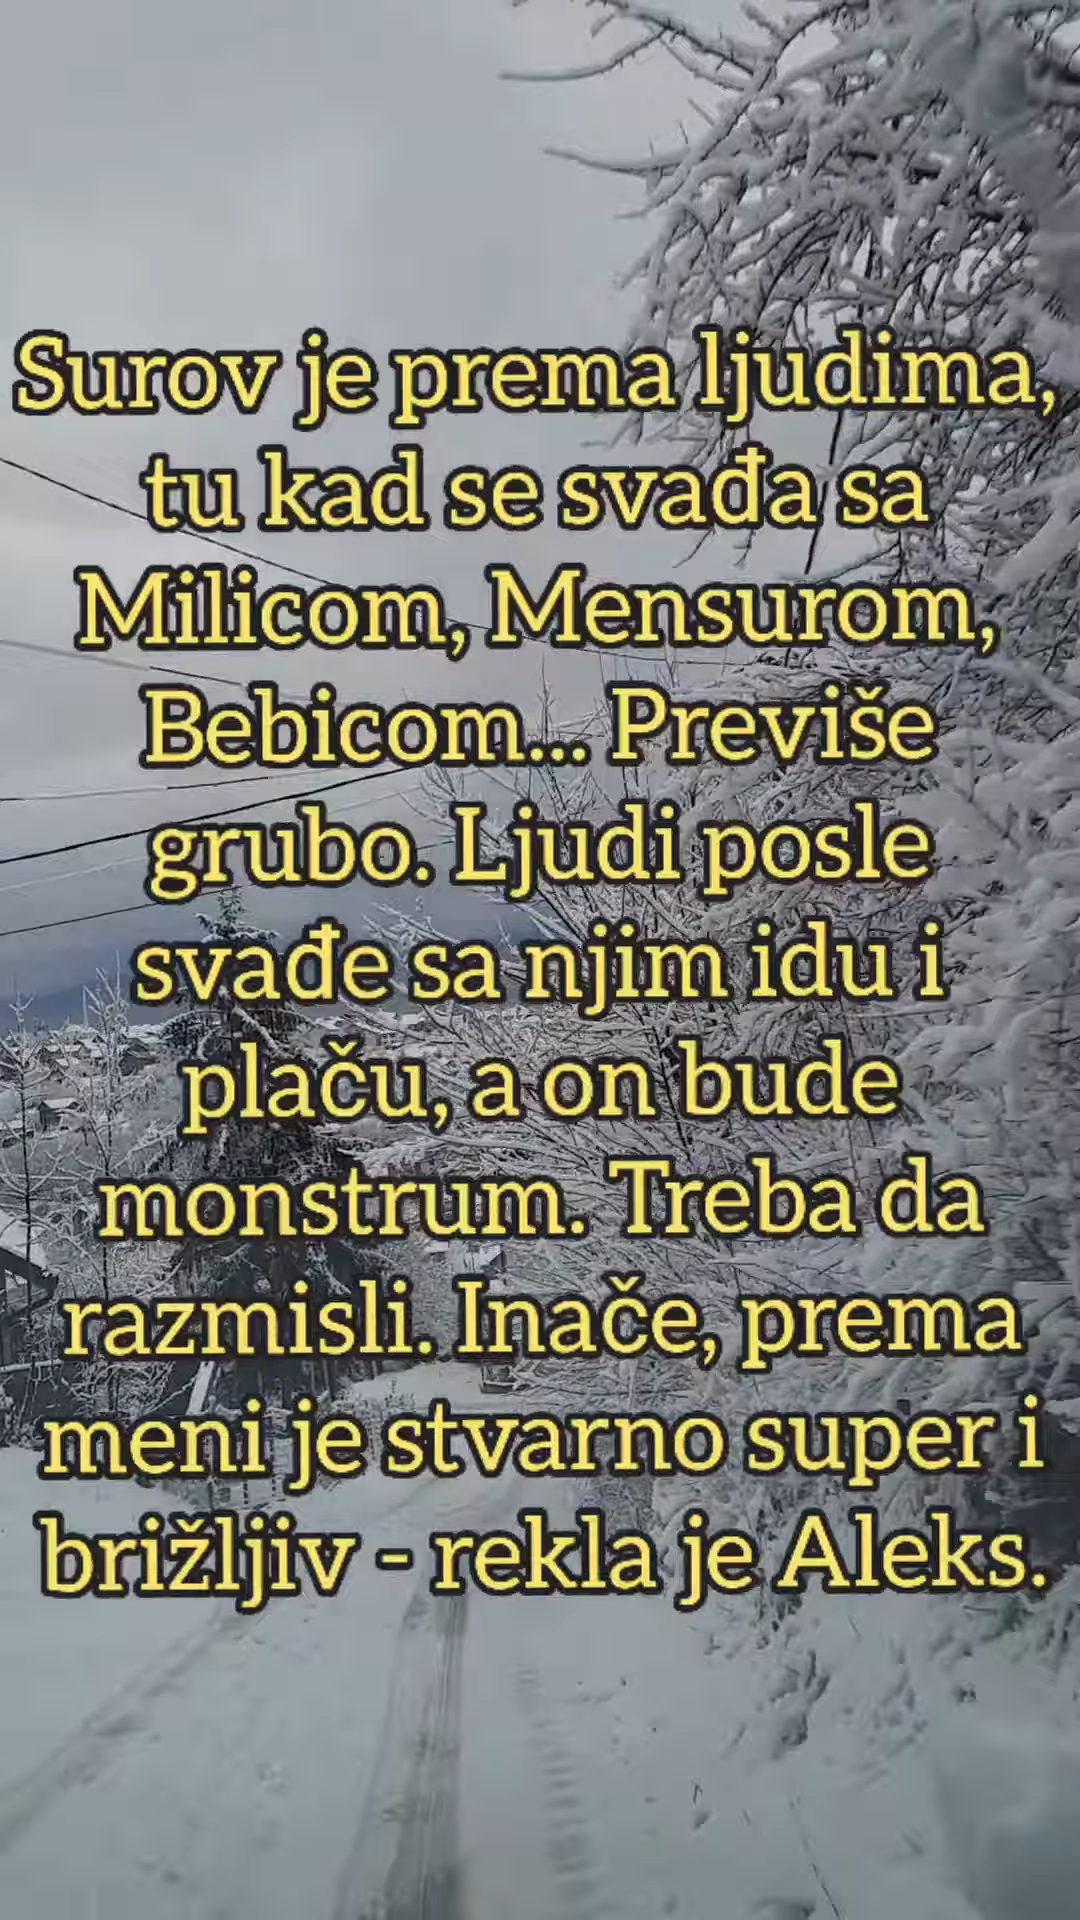 Surov je prema ljudima,
tu kad se svađa sa
Milicom, Mensurom,
Bebicom... Previše
grubo. Ljudi posle
svađe sa njim idu i
plaču, a on bude
monstrum. Treba da
razmisli. Inače, prema
meni je stvarno super i
brižljiv - rekla je Aleks.